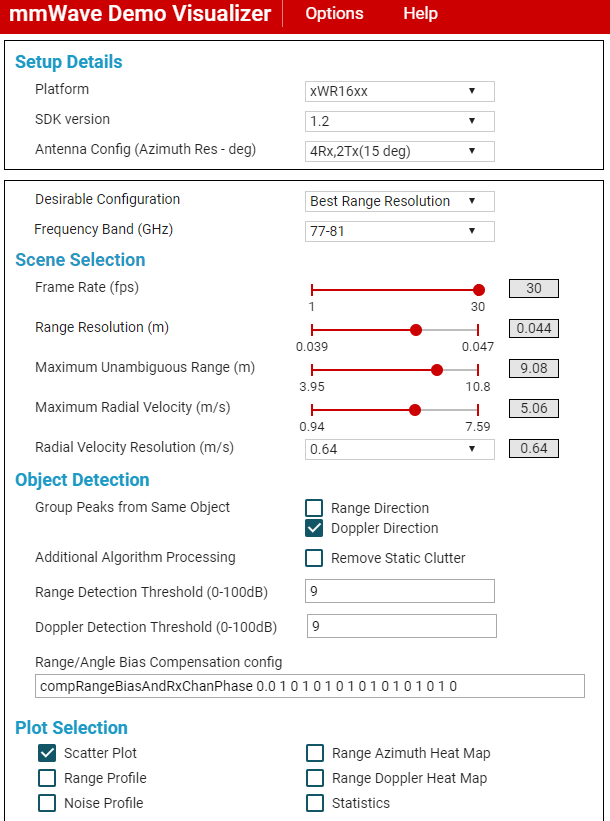 mmWave Demo Visualizer Options Help
Setup Details
Platform xWR16xx
SDK version 1.2
Antenna Config (Azimuth Res - deg) 4Rx,2Tx(15 deg)
Desirable Configuration Best Range Resolution
Frequency Band (GHz) 77-81
Scene Selection
Frame Rate (fps) 30
1 30
Range Resolution (m) 0.044
0.039 0.047
Maximum Unambiguous Range (m) 9.08
3.95 10.8
Maximum Radial Velocity (m/s) 5.06
0.94 7.59
Radial Velocity Resolution (m/s) 0.64 0.64
Object Detection
Group Peaks from Same Object Range Direction
Doppler Direction
Additional Algorithm Processing Remove Static Clutter
Range Detection Threshold (0-100dB) 9
Doppler Detection Threshold (0-100dB) 9
Range/Angle Bias Compensation config
compRangeBiasAndRxChanPhase 0.0 1 0 1 0 1 0 1 0 1 0 1 0 1 0 1 0
Plot Selection
Scatter Plot Range Azimuth Heat Map
Range Profile Range Doppler Heat Map
Noise Profile Statistics